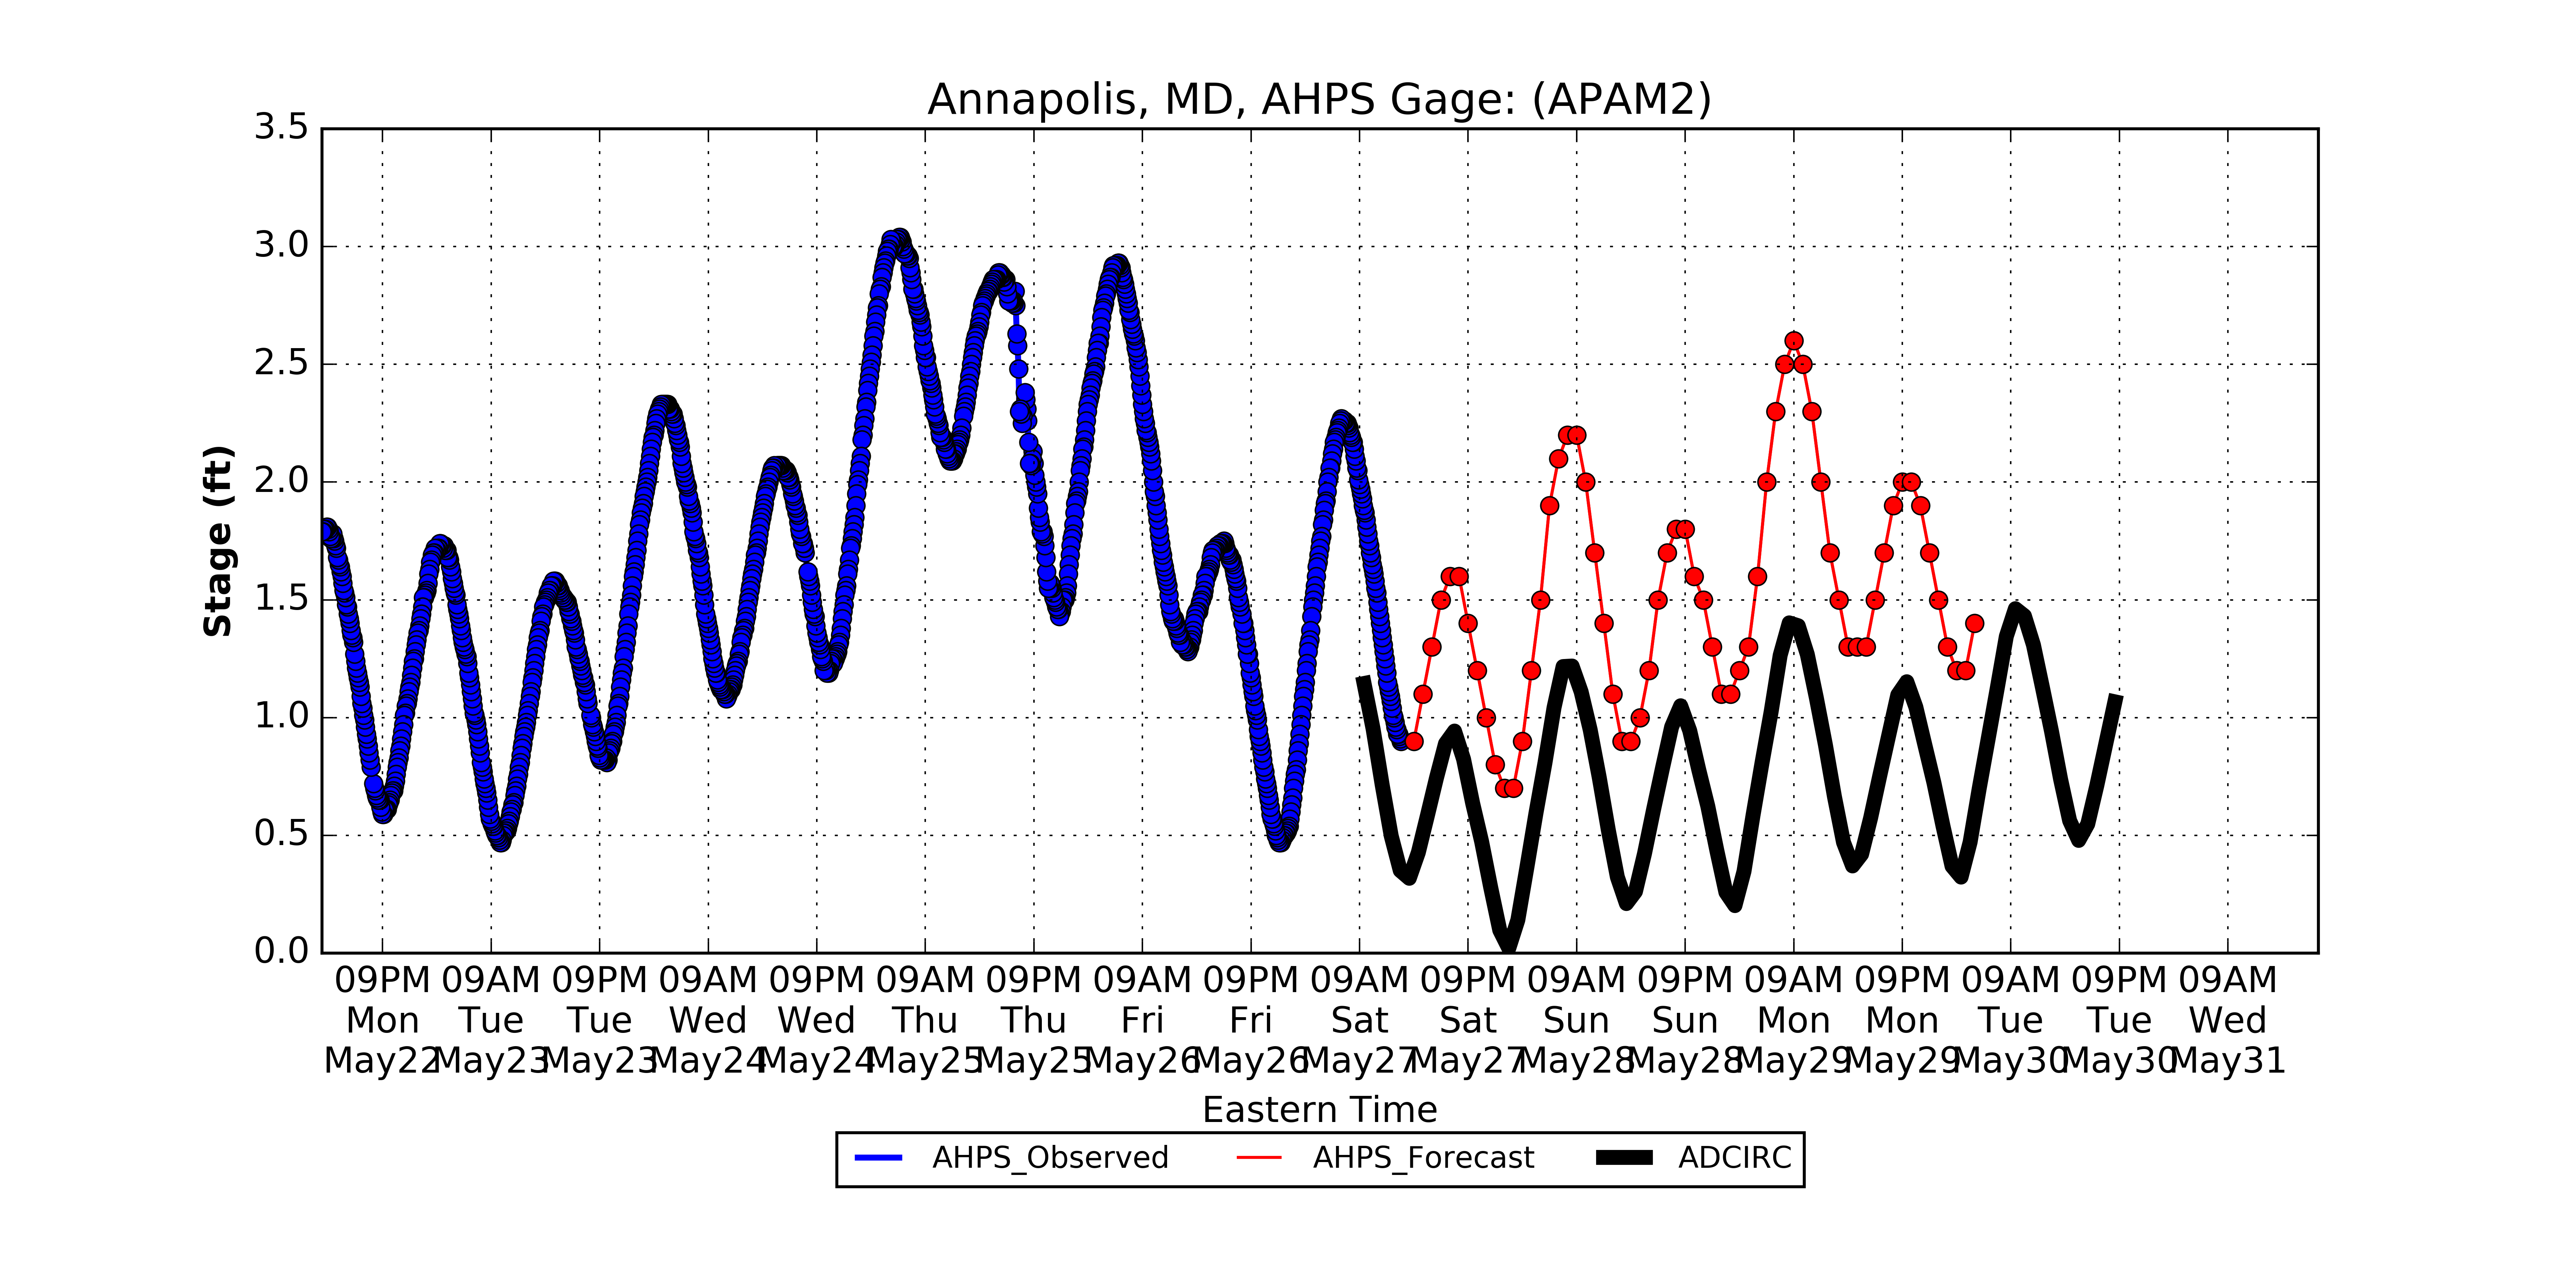 Annapolis, MD, AHPS Gage: (APAM2)
Stage (ft)
3.5
3.0
2.5
2.0
1.5
1.0
0.5
0.0
09PM 09AM 09PM 09AM 09PM 09AM 09PM 09AM 09PM 09AM 09PM 09AM 09PM 09AM 09PM 09AM 09PM 09AM
Mon Tue Tue Wed Wed Thu Thu Fri Fri Sat Sat Sun Sun Mon Mon Tue Tue Wed
May22 May23 May23 May24 May24 May25 May25 May26 May26 May27 May27 May28 May28 May29 May29 May30 May30 May31
Eastern Time
AHPS_Observed AHPS_Forecast ADCIRC